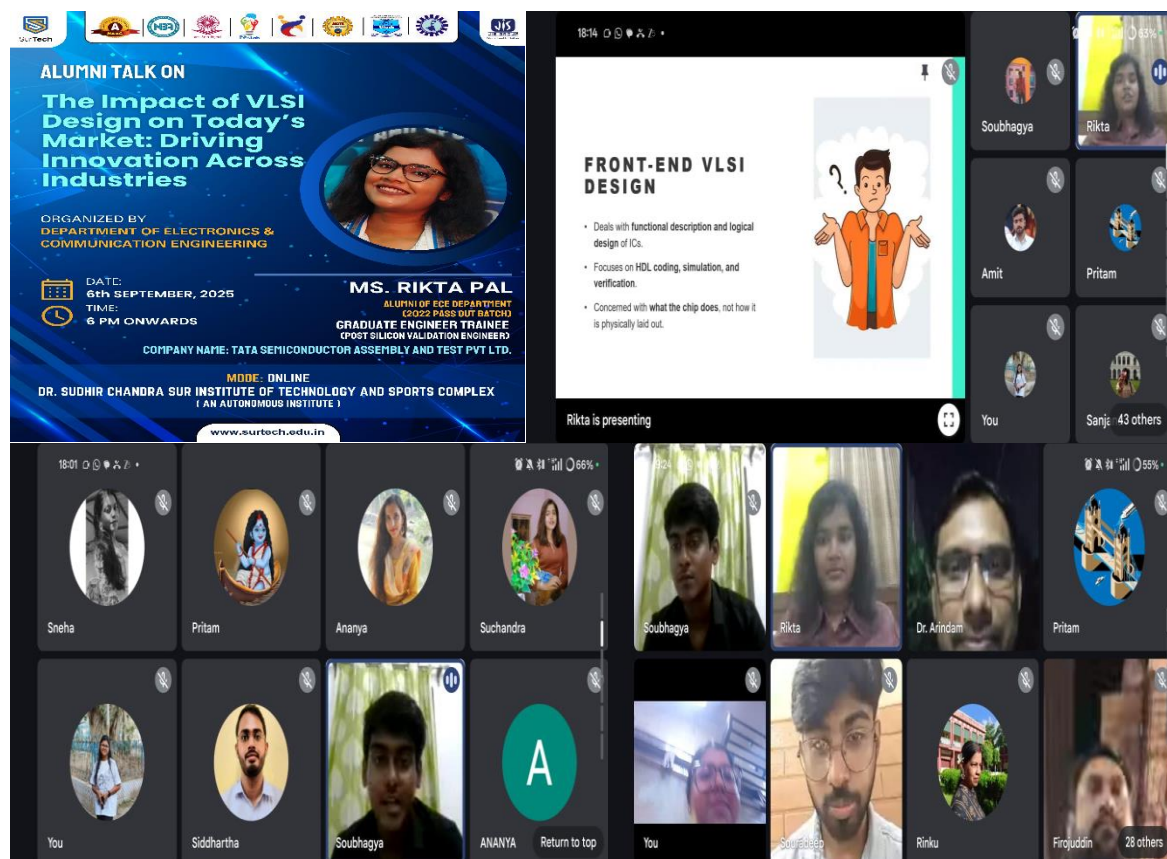 SurTech
JIS
ALUMNI TALK ON
The Impact of VLSI
Design on Today's
Market: Driving
Innovation Across
Industries
ORGANIZED BY
DEPARTMENT OF ELECTRONICS &
COMMUNICATION ENGINEERING
DATE:
6th SEPTEMBER, 2025
TIME:
6 PM ONWARDS
MS. RIKTA PAL
ALUMNI OF ECE DEPARTMENT
(2022 PASS OUT BATCH)
GRADUATE ENGINEER TRAINEE
(POST SILICON VALIDATION ENGINEER)
COMPANY NAME: TATA SEMICONDUCTOR ASSEMBLY AND TEST PVT LTD.
MODE: ONLINE
DR. SUDHIR CHANDRA SUR INSTITUTE OF TECHNOLOGY AND SPORTS COMPLEX
( AN AUTONOMOUS INSTITUTE )
www.surtech.edu.in
18:14
63%
FRONT-END VLSI
DESIGN
• Deals with functional description and logical
design of ICs.
• Focuses on HDL coding, simulation, and
verification.
• Concerned with what the chip does, not how it
is physically laid out.
Rikta is presenting
Soubhagya
Rikta
Amit
Pritam
You
Sanja
43 others
18:01
66%
Sneha
Pritam
Ananya
Suchandra
You
Siddhartha
Soubhagya
A
ANANYA
Return to top
55%
Soubhagya
Rikta
Dr. Arindam
Pritam
You
Souradeep
Rinku
Firojuddin
28 others